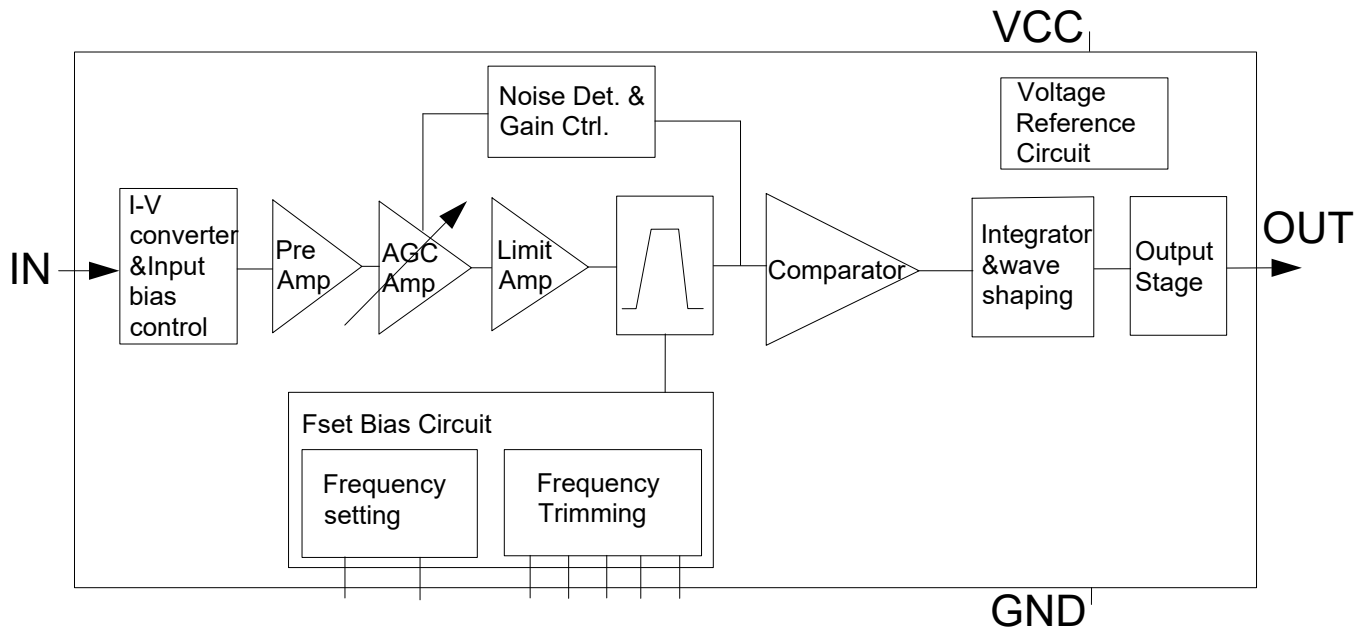 VCC
Noise Det. &
Gain Ctrl.
Voltage
Reference
Circuit
IN
I-V
converter
&Input
bias
control
Pre
Amp
AGC
Amp
Limit
Amp
Comparator
Integrator
&wave
shaping
Output
Stage
OUT
Fset Bias Circuit
Frequency
setting
Frequency
Trimming
GND